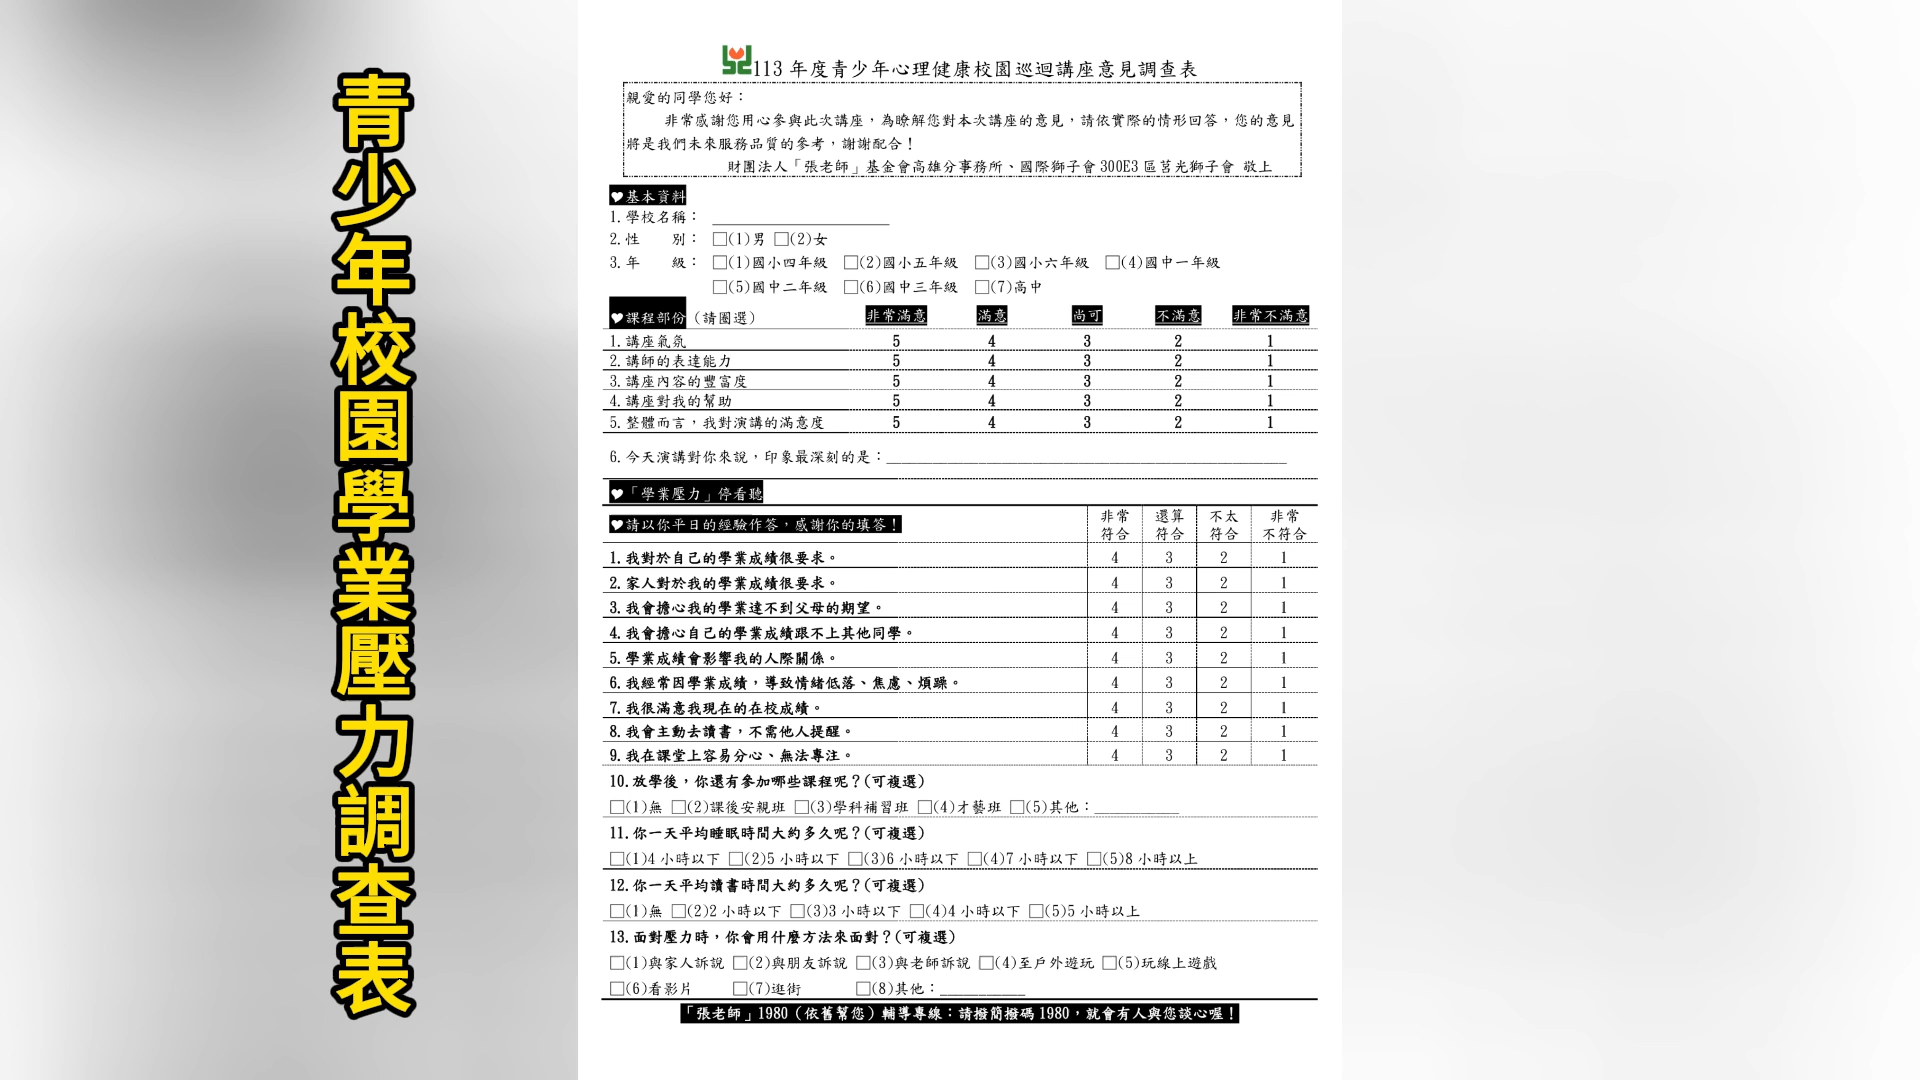 青少年校園學業壓力調查表
113 年度青少年心理健康校園巡迴講座意見調查表
親愛的同學您好：
非常感謝您用心參與此次講座，為瞭解您對本次講座的意見，請依實際的情形回答，您的意見
將是我們未來服務品質的參考，謝謝配合！
財團法人「張老師」基金會高雄分事務所、國際獅子會 300E3 區莒光獅子會 敬上
♥基本資料
1.學校名稱：____________
2.性　別：□(1)男 □(2)女
3.年　級：□(1)國小四年級 □(2)國小五年級 □(3)國小六年級 □(4)國中一年級
□(5)國中二年級 □(6)國中三年級 □(7)高中
♥課程部份（請圈選） 非常滿意 滿意 尚可 不滿意 非常不滿意
1.講座氣氛 5 4 3 2 1
2.講師的表達能力 5 4 3 2 1
3.講座內容的豐富度 5 4 3 2 1
4.講座對我的幫助 5 4 3 2 1
5.整體而言，我對演講的滿意度 5 4 3 2 1
6.今天演講對你來說，印象最深刻的是：____________
♥「學業壓力」停看聽
♥請以你平日的經驗作答，感謝你的填答！ 非常符合 還算符合 不太符合 非常不符合
1.我對於自己的學業成績很要求。 4 3 2 1
2.家人對於我的學業成績很要求。 4 3 2 1
3.我會擔心我的學業達不到父母的期望。 4 3 2 1
4.我會擔心自己的學業成績跟不上其他同學。 4 3 2 1
5.學業成績會影響我的人際關係。 4 3 2 1
6.我經常因學業成績，導致情緒低落、焦慮、煩躁。 4 3 2 1
7.我很滿意我現在的在校成績。 4 3 2 1
8.我會主動去讀書，不需他人提醒。 4 3 2 1
9.我在課堂上容易分心、無法專注。 4 3 2 1
10.放學後，你還有參加哪些課程呢？(可複選)
□(1)無 □(2)課後安親班 □(3)學科補習班 □(4)才藝班 □(5)其他：________
11.你一天平均睡眠時間大約多久呢？(可複選)
□(1)4 小時以下 □(2)5 小時以下 □(3)6 小時以下 □(4)7 小時以下 □(5)8 小時以上
12.你一天平均讀書時間大約多久呢？(可複選)
□(1)無 □(2)2 小時以下 □(3)3 小時以下 □(4)4 小時以下 □(5)5 小時以上
13.面對壓力時，你會用什麼方法來面對？(可複選)
□(1)與家人訴說 □(2)與朋友訴說 □(3)與老師訴說 □(4)至戶外遊玩 □(5)玩線上遊戲
□(6)看影片 □(7)逛街 □(8)其他：________
「張老師」1980（依舊幫您）輔導專線：請撥簡撥碼 1980，就會有人與您談心喔！